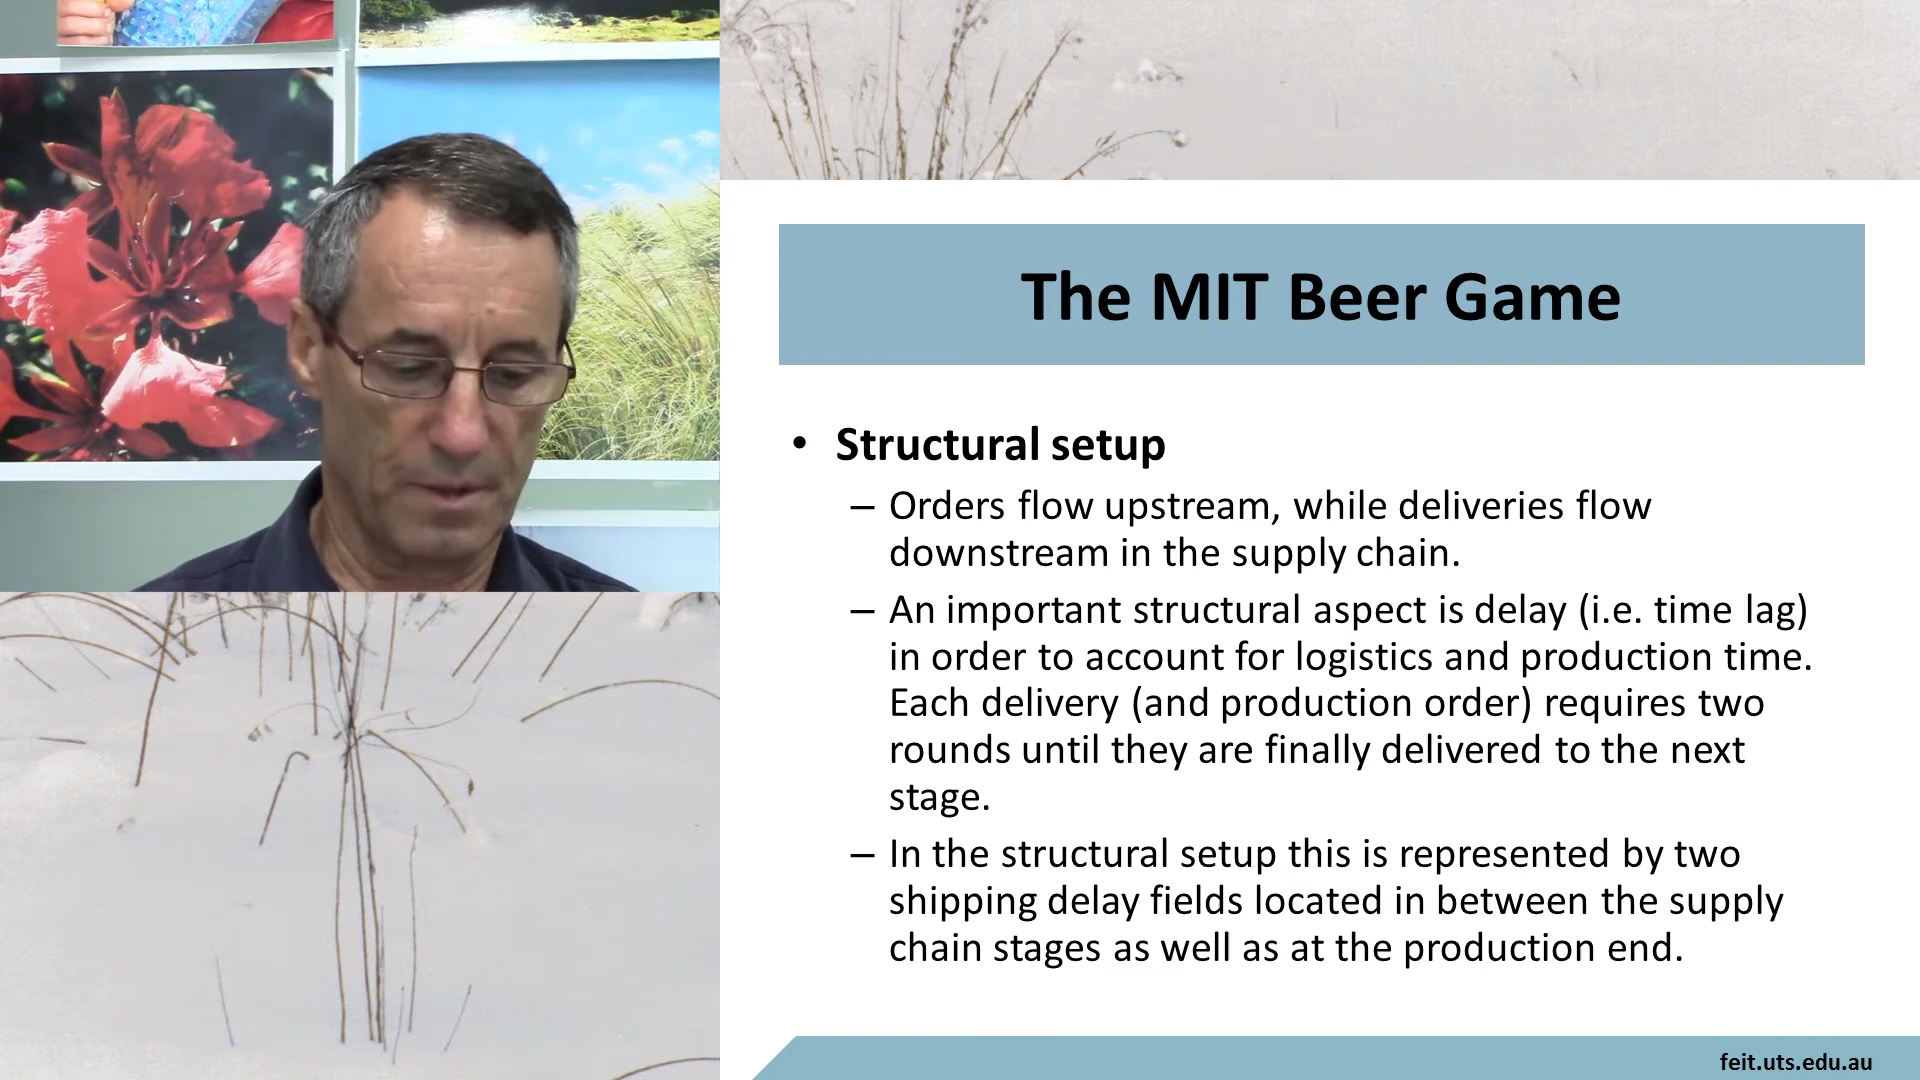 The MIT Beer Game
• Structural setup
– Orders flow upstream, while deliveries flow
downstream in the supply chain.
– An important structural aspect is delay (i.e. time lag)
in order to account for logistics and production time.
Each delivery (and production order) requires two
rounds until they are finally delivered to the next
stage.
– In the structural setup this is represented by two
shipping delay fields located in between the supply
chain stages as well as at the production end.
feit.uts.edu.au